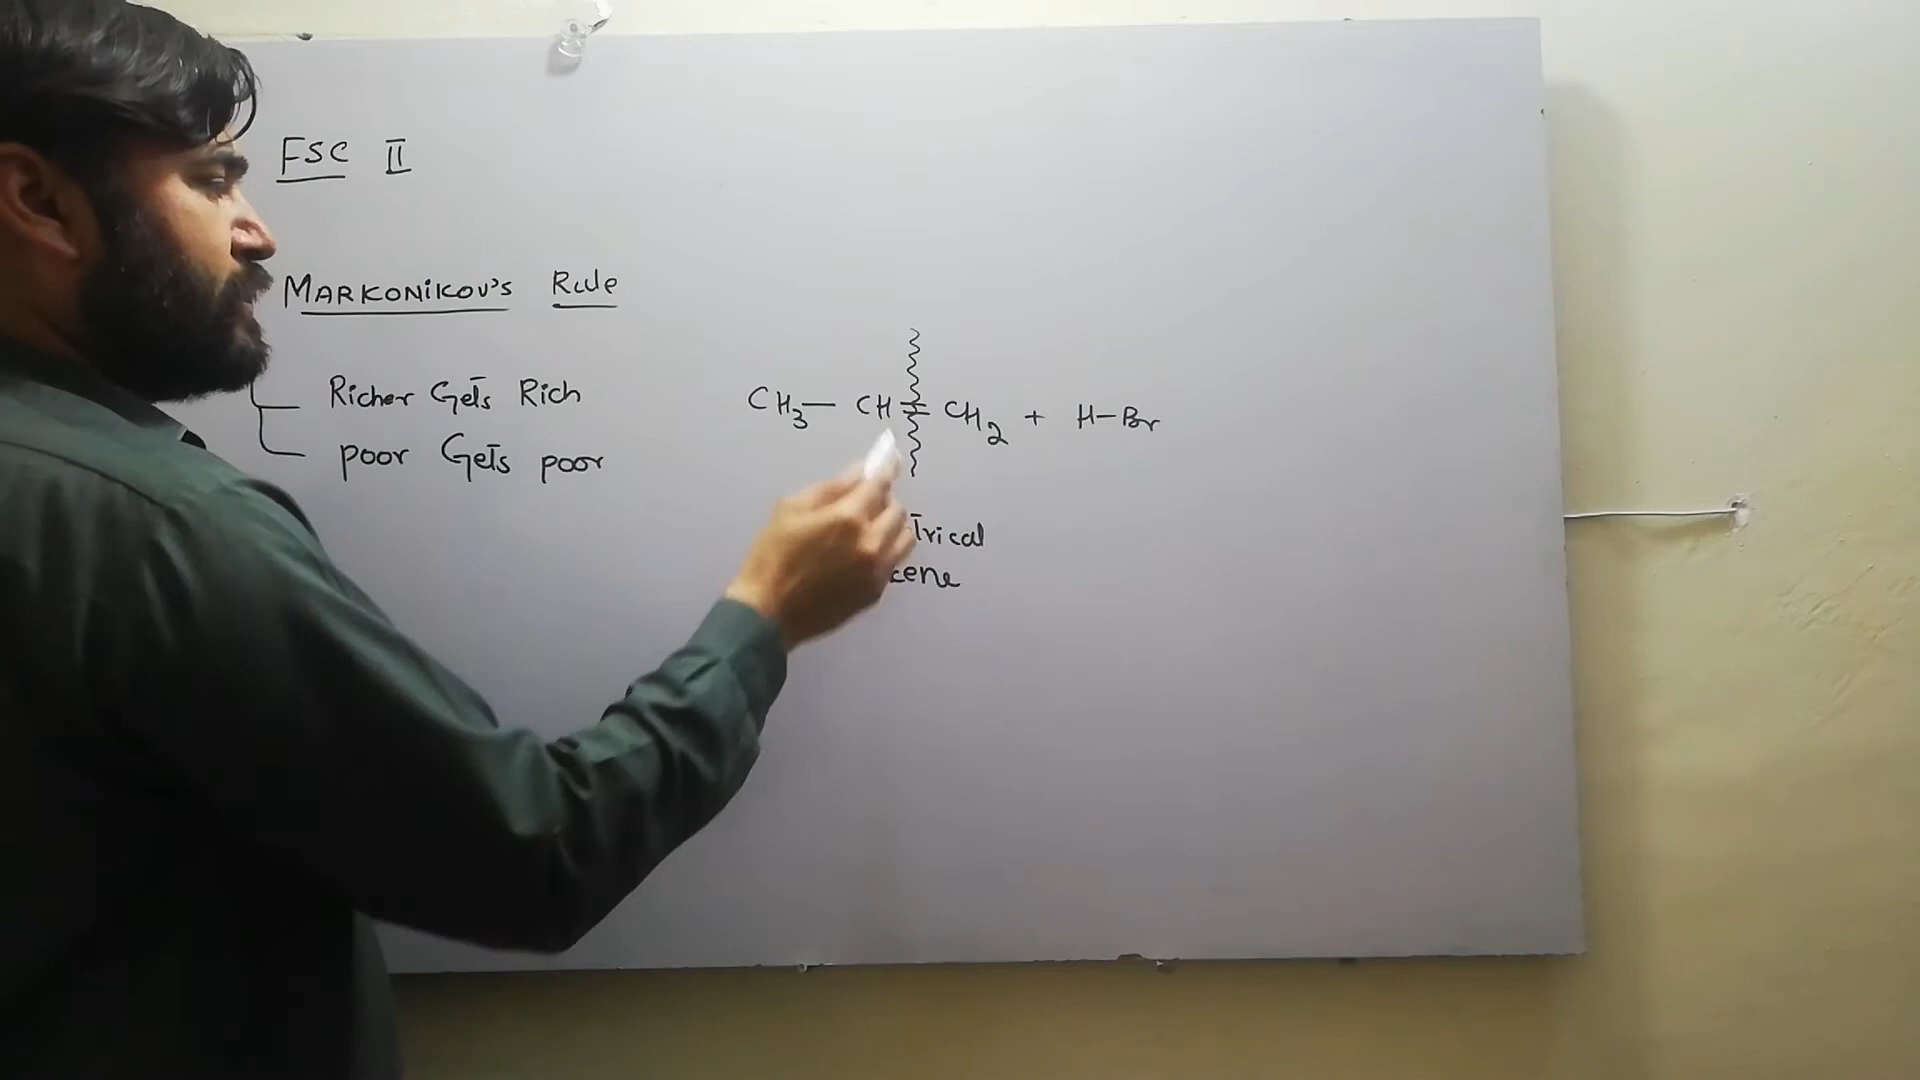 FSC II
MARKONIKOV'S Rule
Richer Gets Rich
poor Gets poor
CH3— CH = CH2 + H–Br